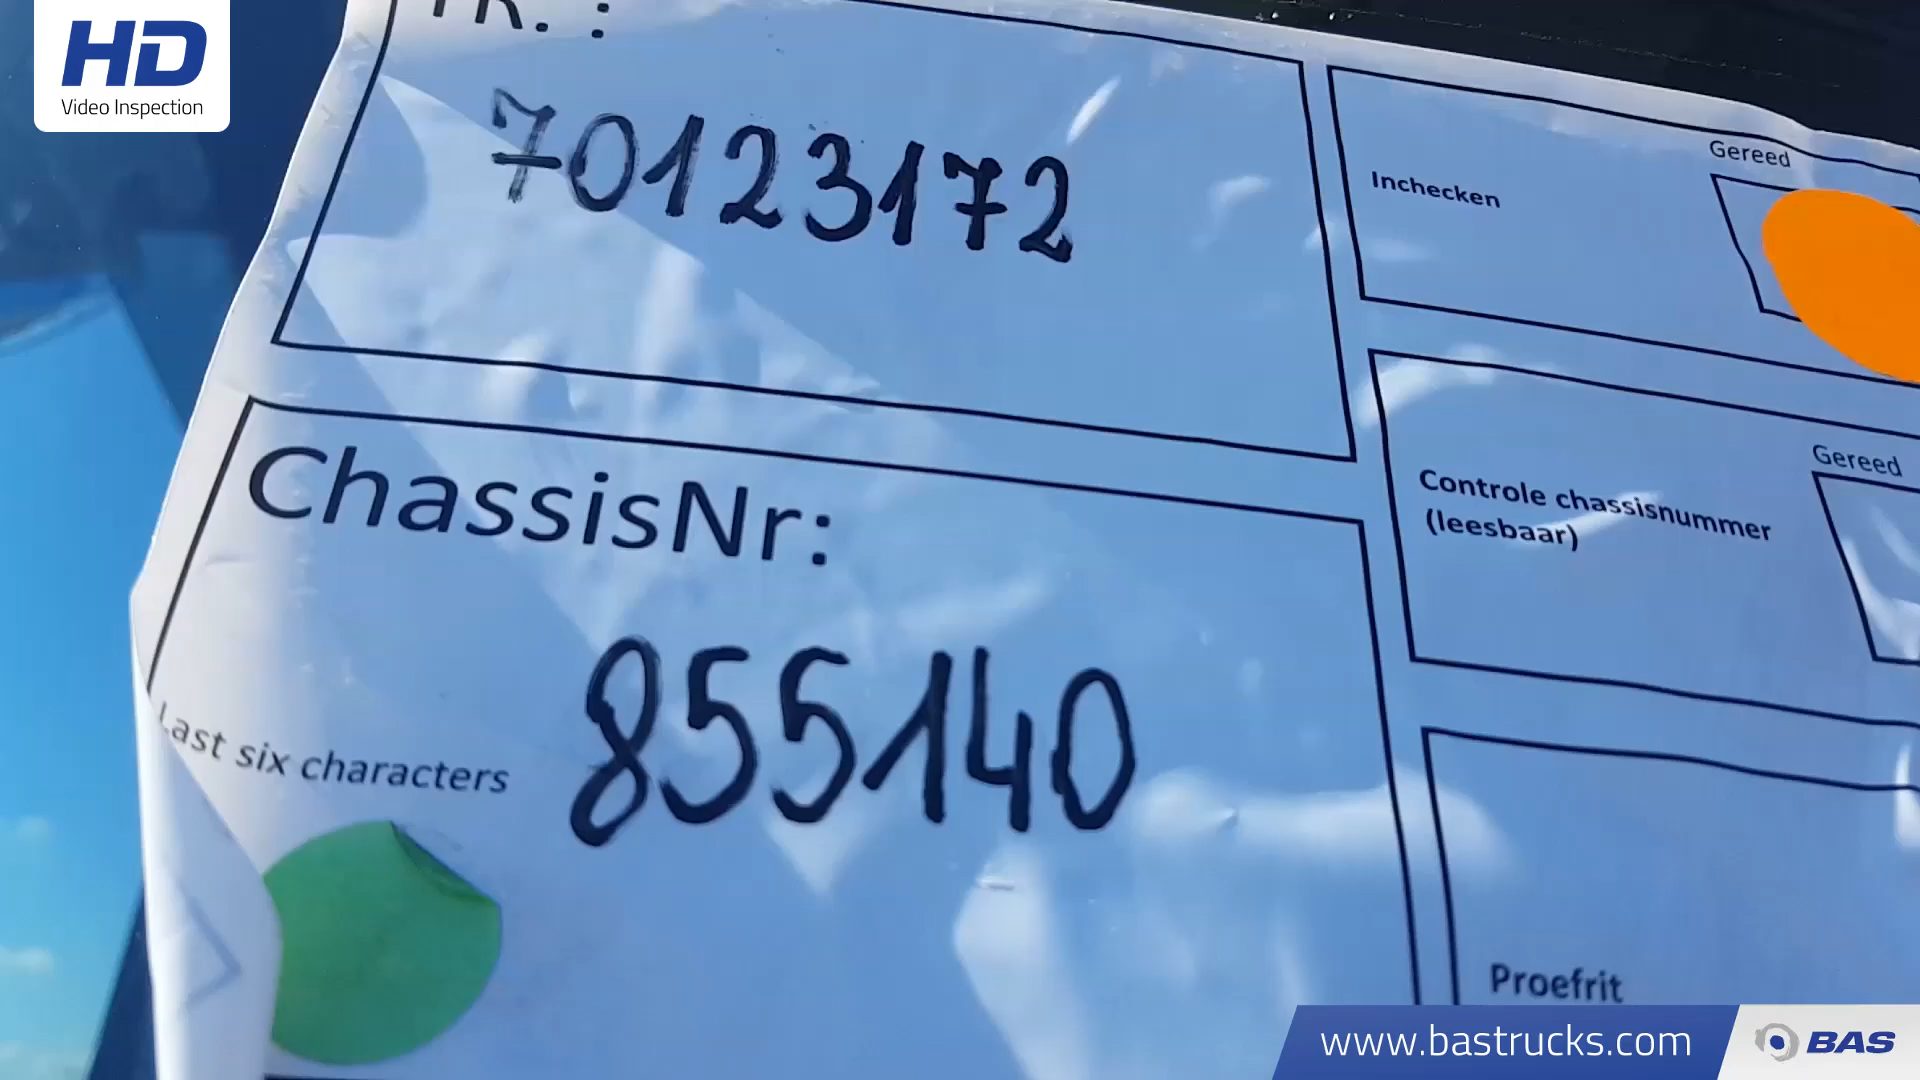 HD
Video Inspection
70123172
ChassisNr:
Last six characters
855140
Inchecken
Gereed
Controle chassisnummer
(leesbaar)
Gereed
Proefrit
www.bastrucks.com
BAS